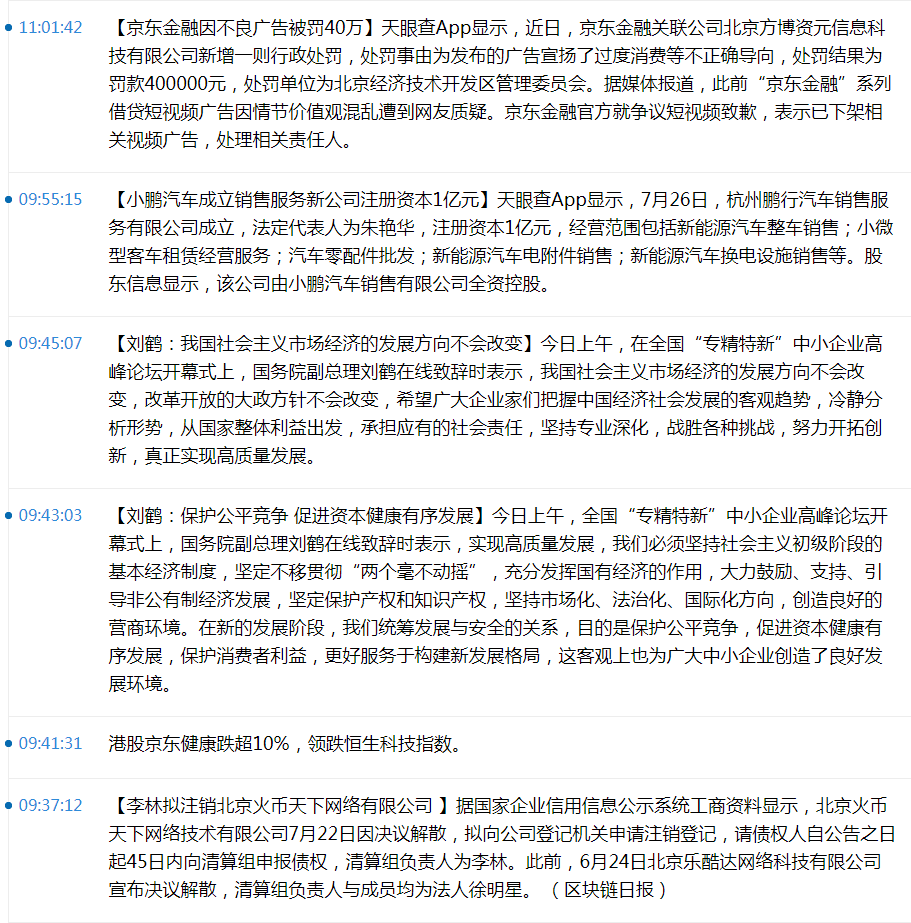 11:01:42 【京东金融因不良广告被罚40万】天眼查App显示，近日，京东金融关联公司北京方博资元信息科
技有限公司新增一则行政处罚，处罚事由为发布的广告宣扬了过度消费等不正确导向，处罚结果为
罚款400000元，处罚单位为北京经济技术开发区管理委员会。据媒体报道，此前“京东金融”系列
借贷短视频广告因情节价值观混乱遭到网友质疑。京东金融官方就争议短视频致歉，表示已下架相
关视频广告，处理相关责任人。
09:55:15 【小鹏汽车成立销售服务新公司注册资本1亿元】天眼查App显示，7月26日，杭州鹏行汽车销售服
务有限公司成立，法定代表人为朱艳华，注册资本1亿元，经营范围包括新能源汽车整车销售；小微
型客车租赁经营服务；汽车零配件批发；新能源汽车电附件销售；新能源汽车换电设施销售等。股
东信息显示，该公司由小鹏汽车销售有限公司全资控股。
09:45:07 【刘鹤：我国社会主义市场经济的发展方向不会改变】今日上午，在全国“专精特新”中小企业高
峰论坛开幕式上，国务院副总理刘鹤在线致辞时表示，我国社会主义市场经济的发展方向不会改
变，改革开放的大政方针不会改变，希望广大企业家们把握中国经济社会发展的客观趋势，冷静分
析形势，从国家整体利益出发，承担应有的社会责任，坚持专业深化，战胜各种挑战，努力开拓创
新，真正实现高质量发展。
09:43:03 【刘鹤：保护公平竞争 促进资本健康有序发展】今日上午，全国“专精特新”中小企业高峰论坛开
幕式上，国务院副总理刘鹤在线致辞时表示，实现高质量发展，我们必须坚持社会主义初级阶段的
基本经济制度，坚定不移贯彻“两个毫不动摇”，充分发挥国有经济的作用，大力鼓励、支持、引
导非公有制经济发展，坚定保护产权和知识产权，坚持市场化、法治化、国际化方向，创造良好的
营商环境。在新的发展阶段，我们统筹发展与安全的关系，目的是保护公平竞争，促进资本健康有
序发展，保护消费者利益，更好服务于构建新发展格局，这客观上也为广大中小企业创造了良好发
展环境。
09:41:31 港股京东健康跌超10%，领跌恒生科技指数。
09:37:12 【李林拟注销北京火币天下网络有限公司 】据国家企业信用信息公示系统工商资料显示，北京火币
天下网络技术有限公司7月22日因决议解散，拟向公司登记机关申请注销登记，请债权人自公告之日
起45日内向清算组申报债权，清算组负责人为李林。此前，6月24日北京乐酷达网络科技有限公司
宣布决议解散，清算组负责人与成员均为法人徐明星。（区块链日报）